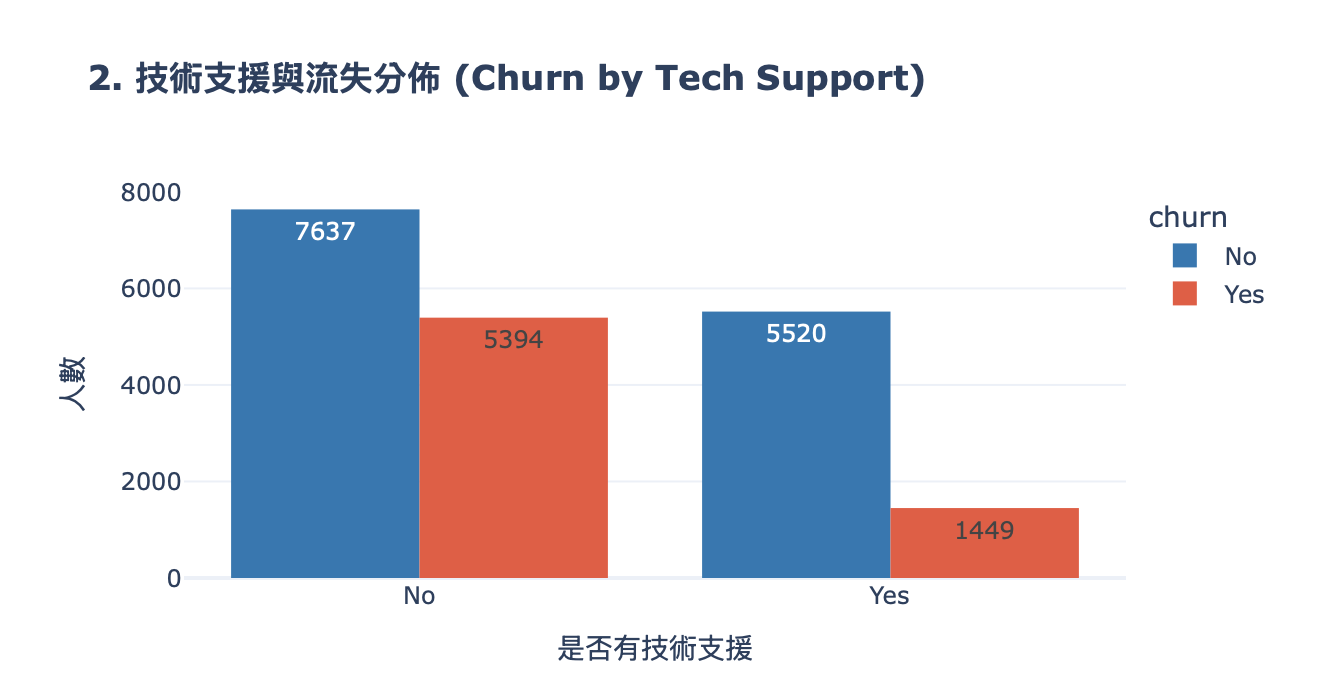 2. 技術支援與流失分佈 (Churn by Tech Support)
8000
6000
4000
2000
0
人數
7637
5394
5520
1449
No
Yes
是否有技術支援
churn
No
Yes